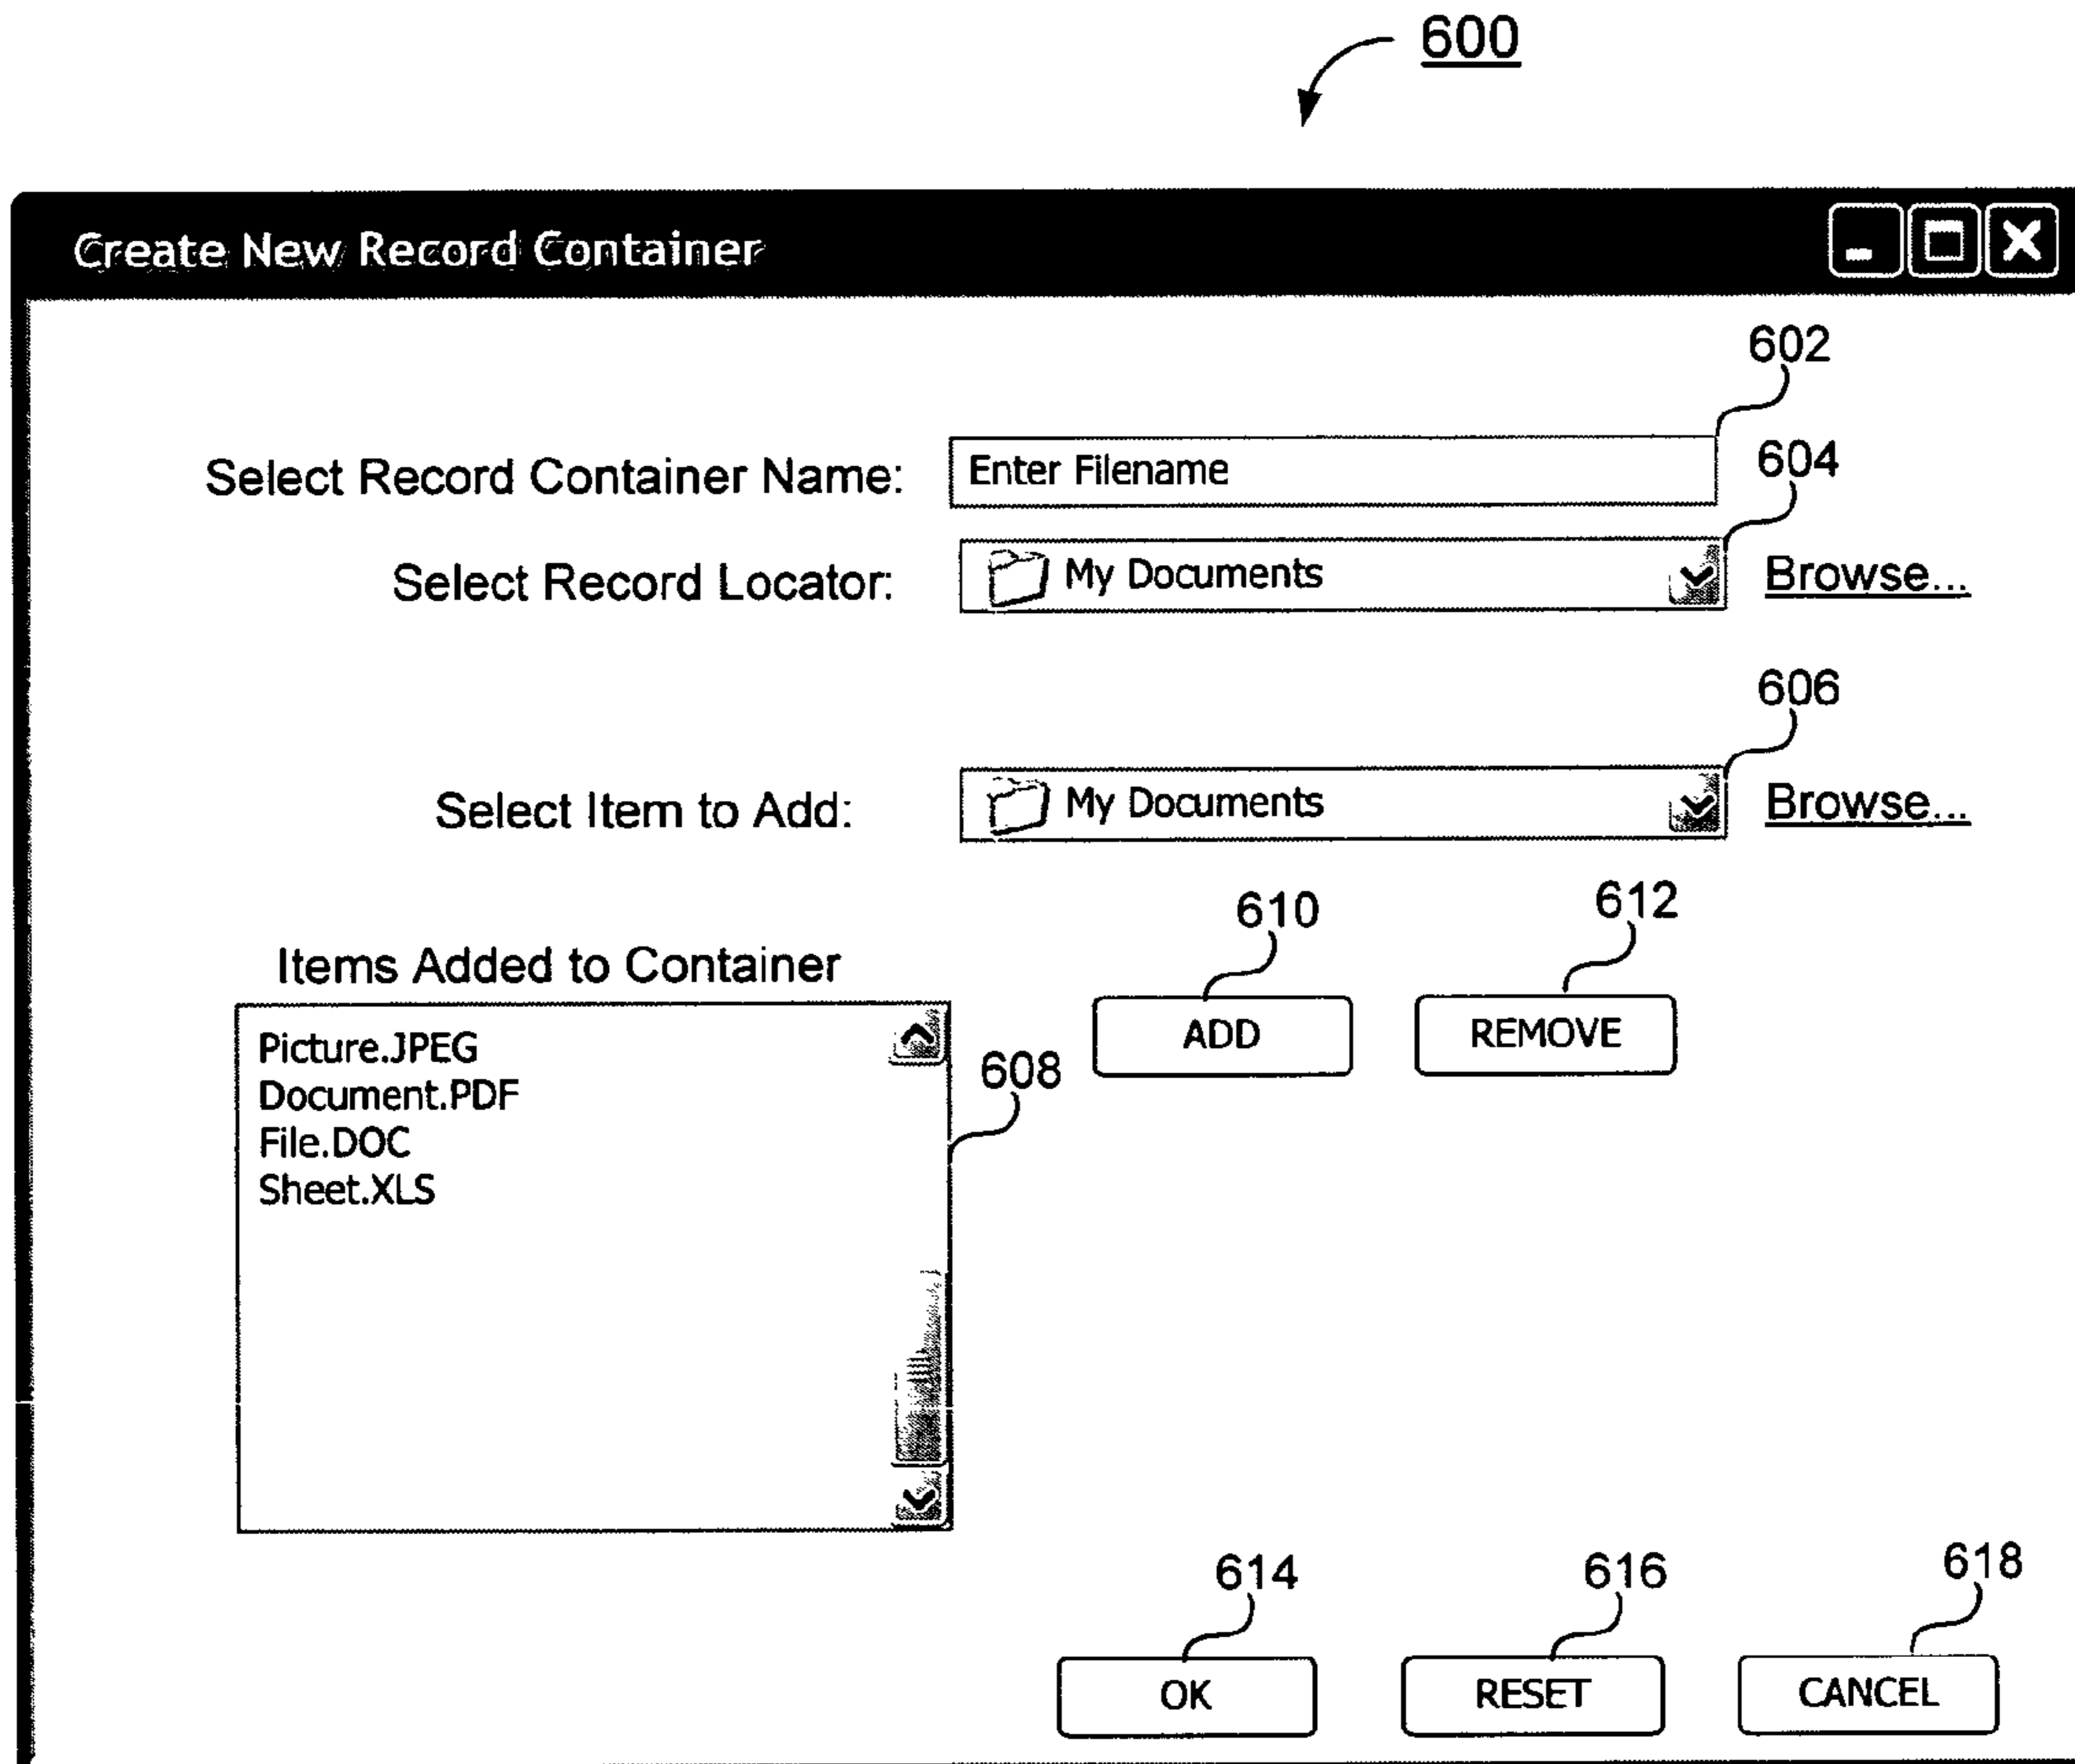 600
Create New Record Container
602
Select Record Container Name: Enter Filename
604
Select Record Locator: My Documents Browse...
606
Select Item to Add: My Documents Browse...
610 612
Items Added to Container
ADD REMOVE
Picture.JPEG
608
Document.PDF
File.DOC
Sheet.XLS
614 616 618
OK RESET CANCEL